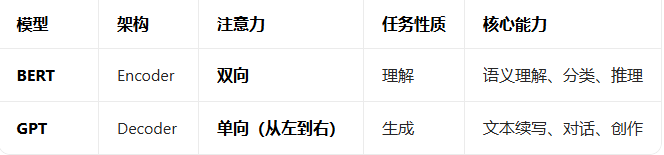 模型 架构 注意力 任务性质 核心能力
BERT Encoder 双向 理解 语义理解、分类、推理
GPT Decoder 单向（从左到右） 生成 文本续写、对话、创作